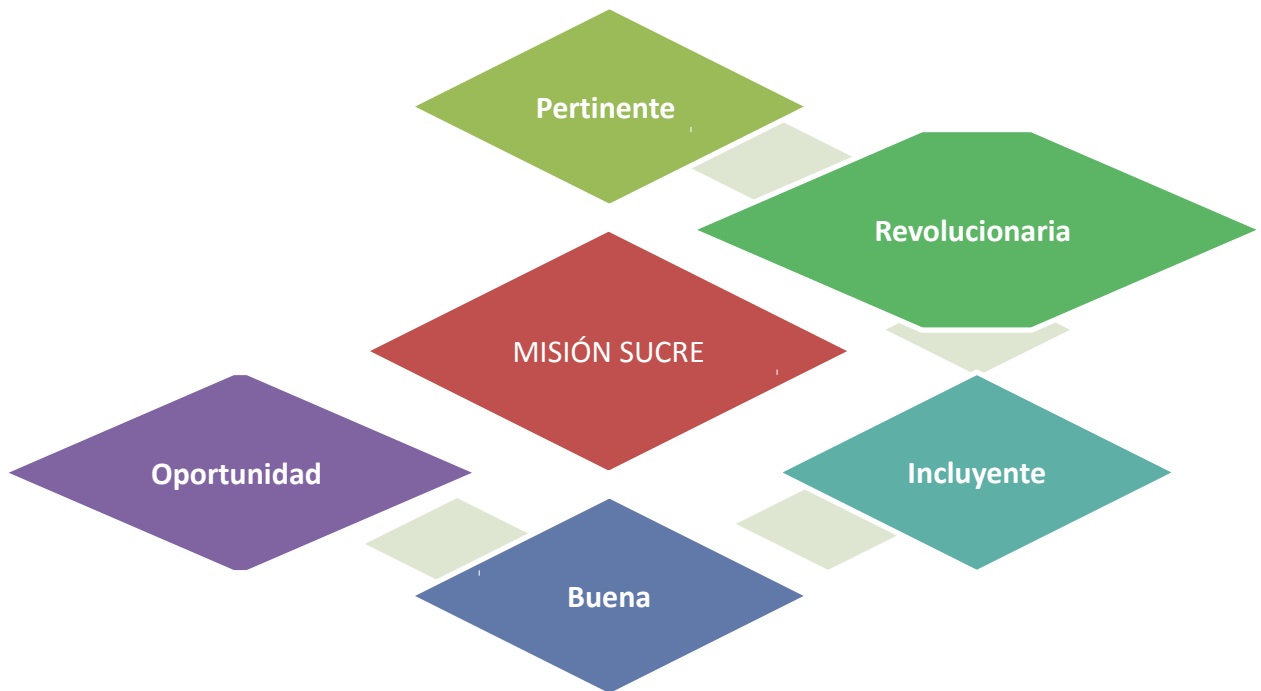 Pertinente
Revolucionaria
MISIÓN SUCRE
Oportunidad
Incluyente
Buena